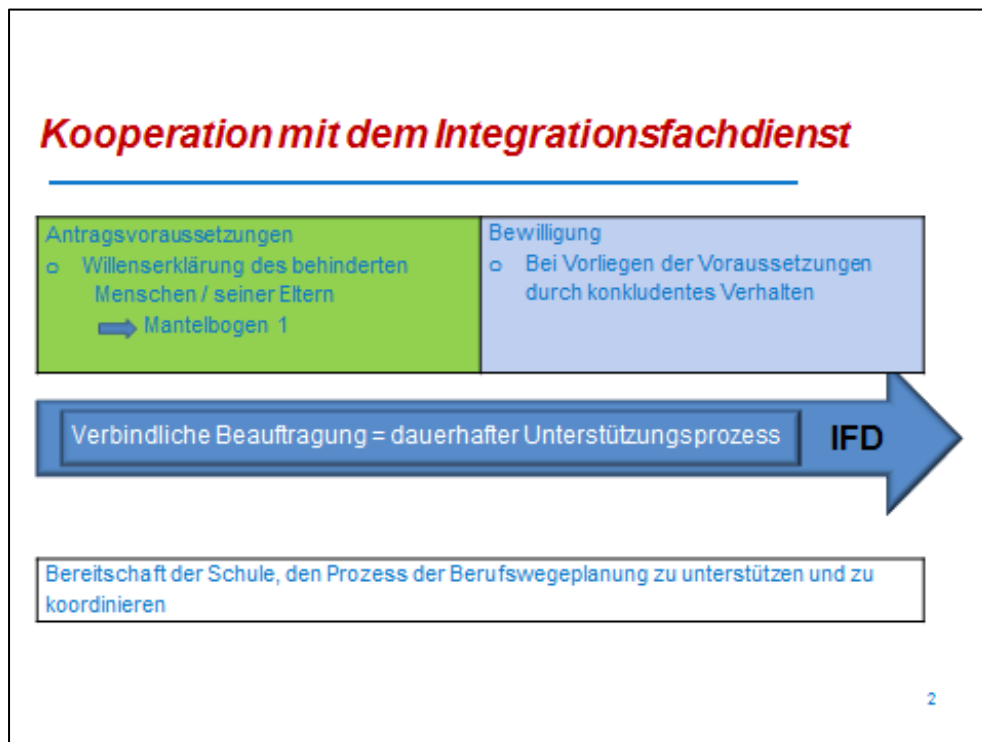 Kooperation mit dem Integrationsfachdienst
Antragsvoraussetzungen
o Willenserklärung des behinderten
Menschen / seiner Eltern
Mantelbogen 1
Bewilligung
o Bei Vorliegen der Voraussetzungen
durch konkludentes Verhalten
Verbindliche Beauftragung = dauerhafter Unterstützungsprozess
IFD
Bereitschaft der Schule, den Prozess der Berufswegeplanung zu unterstützen und zu
koordinieren
2